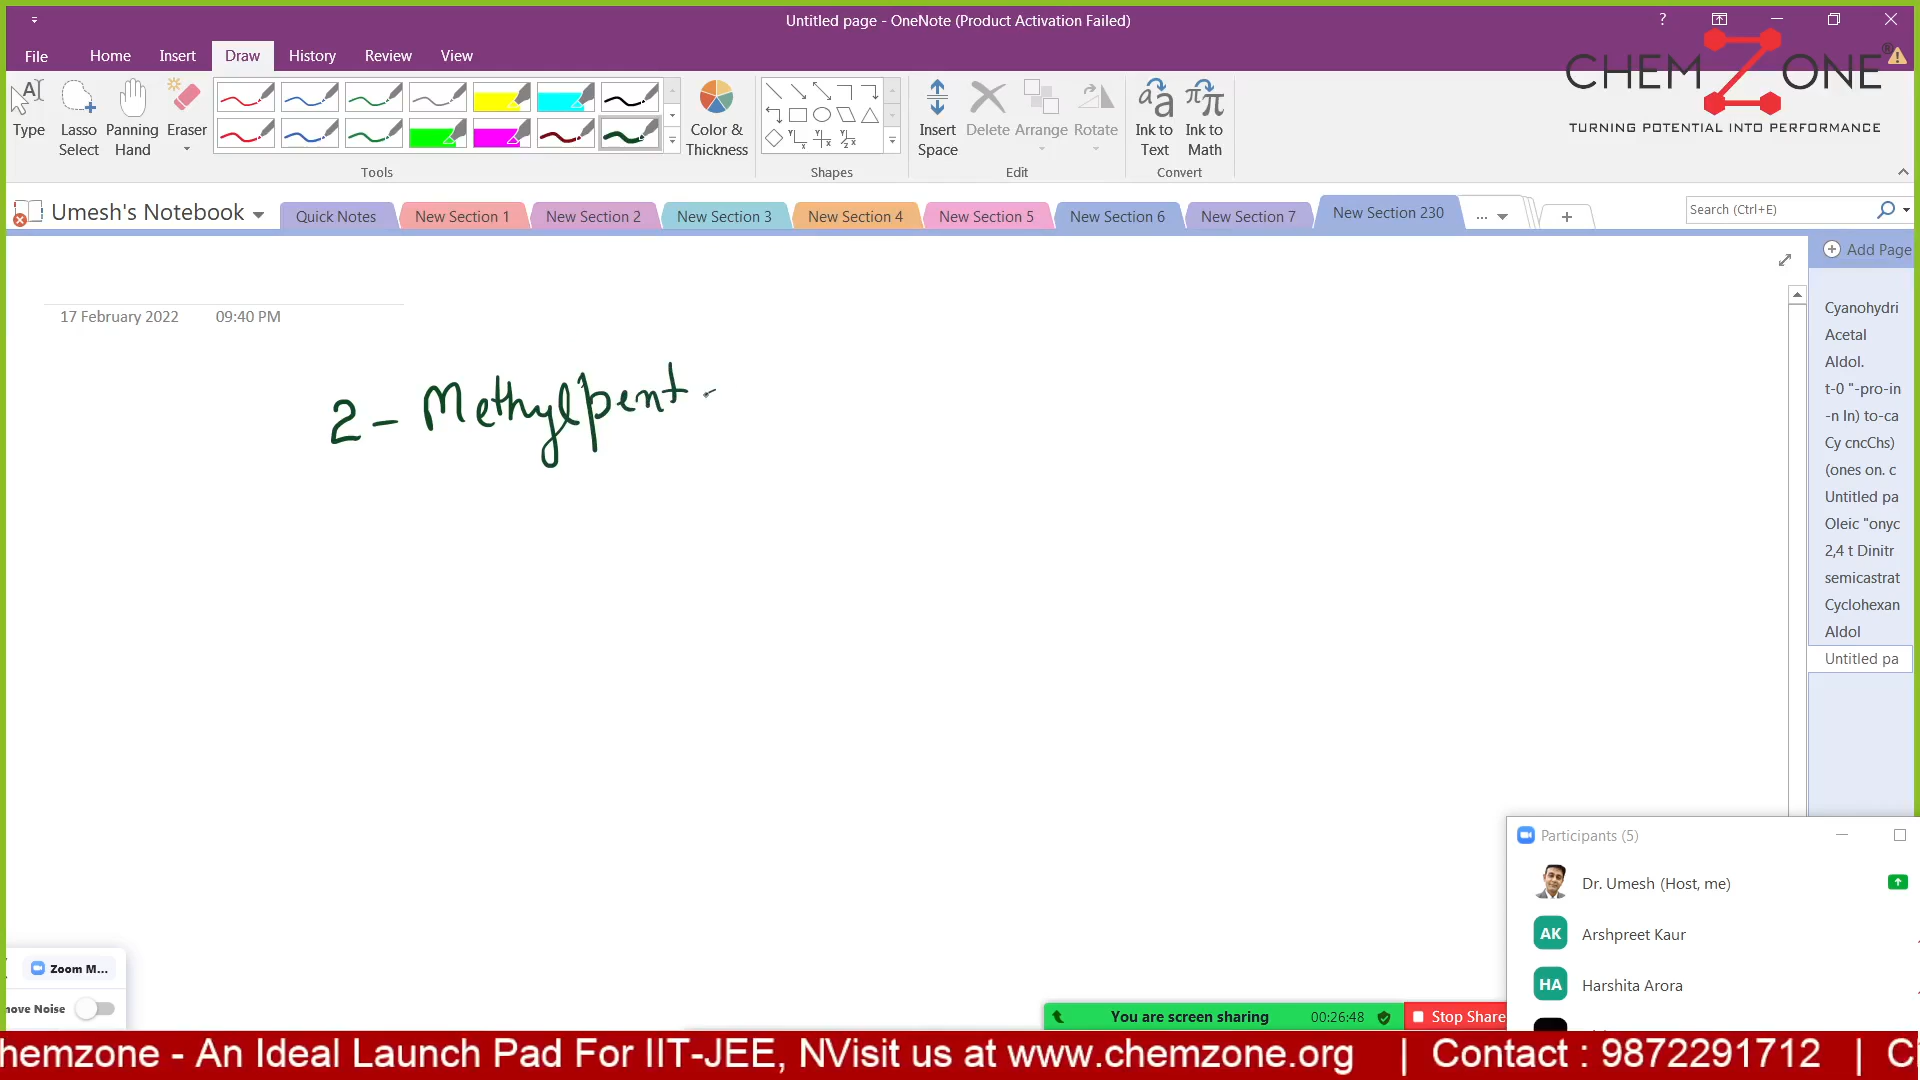 Untitled page - OneNote (Product Activation Failed)
?
File Home Insert Draw History Review View
CHEMZONE®
TURNING POTENTIAL INTO PERFORMANCE
Type Lasso Select Panning Hand Eraser
Color & Thickness
Insert Space Delete Arrange Rotate
Ink to Text Ink to Math
Tools Shapes Edit Convert
Umesh's Notebook Quick Notes New Section 1 New Section 2 New Section 3 New Section 4 New Section 5 New Section 6 New Section 7 New Section 230 ... + Search (Ctrl+E)
Add Page
17 February 2022 09:40 PM
2- Methylpent -
Cyanohydri
Acetal
Aldol.
t-0 "-pro-in
-n In) to-ca
Cy cncChs)
(ones on. c
Untitled pa
Oleic "onyc
2,4 t Dinitr
semicastrat
Cyclohexan
Aldol
Untitled pa
Participants (5)
Dr. Umesh (Host, me)
AK Arshpreet Kaur
HA Harshita Arora
Zoom M...
nove Noise
You are screen sharing 00:26:48 Stop Share
hemzone - An Ideal Launch Pad For IIT-JEE, NVisit us at www.chemzone.org | Contact : 9872291712 |